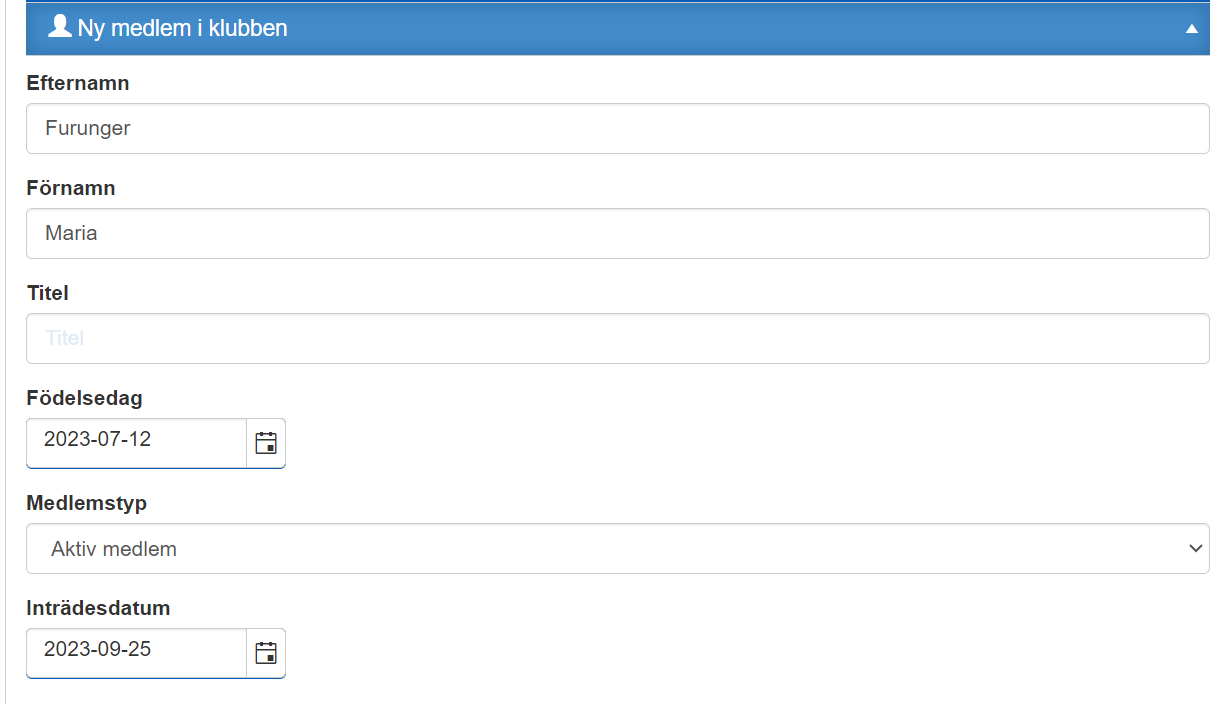 Ny medlem i klubben
Efternamn
Furunger
Förnamn
Maria
Titel
Titel
Födelsedag
2023-07-12
Medlemstyp
Aktiv medlem
Inträdesdatum
2023-09-25